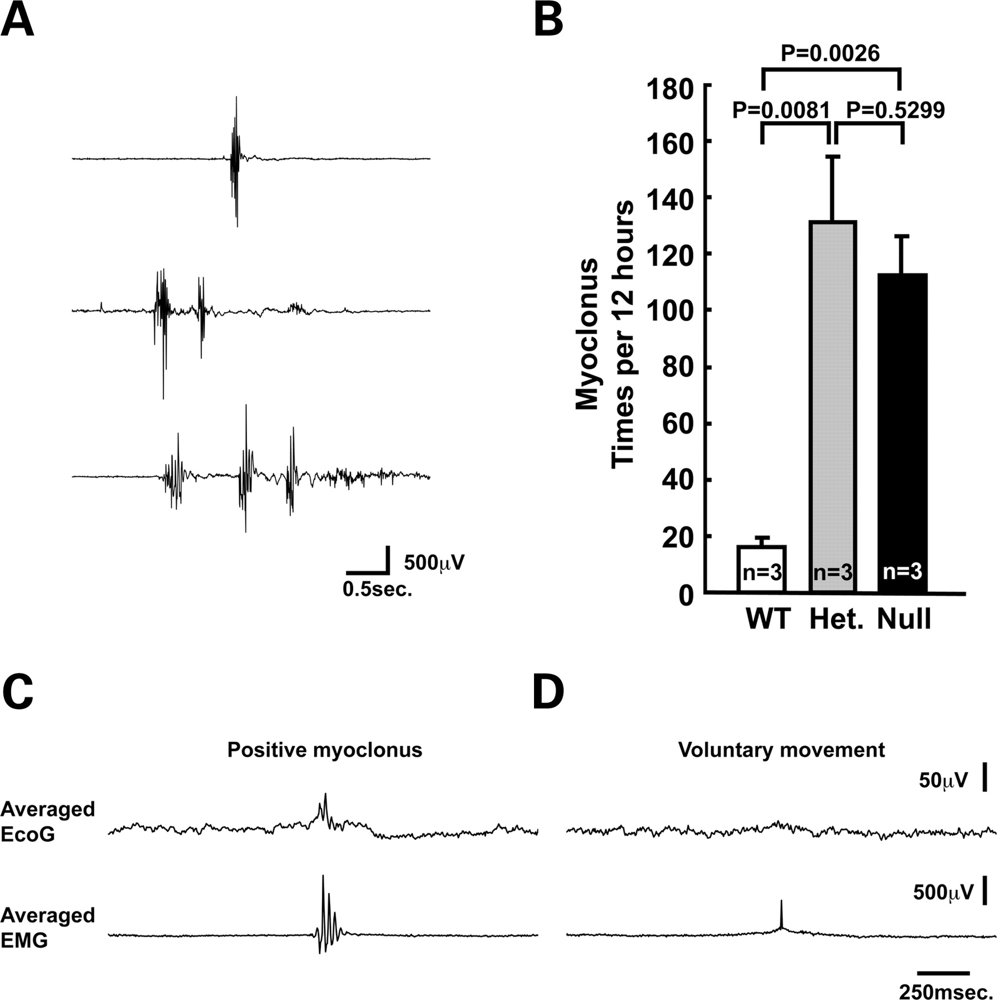 A
500μV
0.5sec.
B
P=0.0026
P=0.0081
P=0.5299
Myoclonus
Times per 12 hours
180
160
140
120
100
80
60
40
20
0
n=3
n=3
n=3
WT
Het.
Null
C
Positive myoclonus
Averaged
EcoG
Averaged
EMG
D
Voluntary movement
50μV
500μV
250msec.